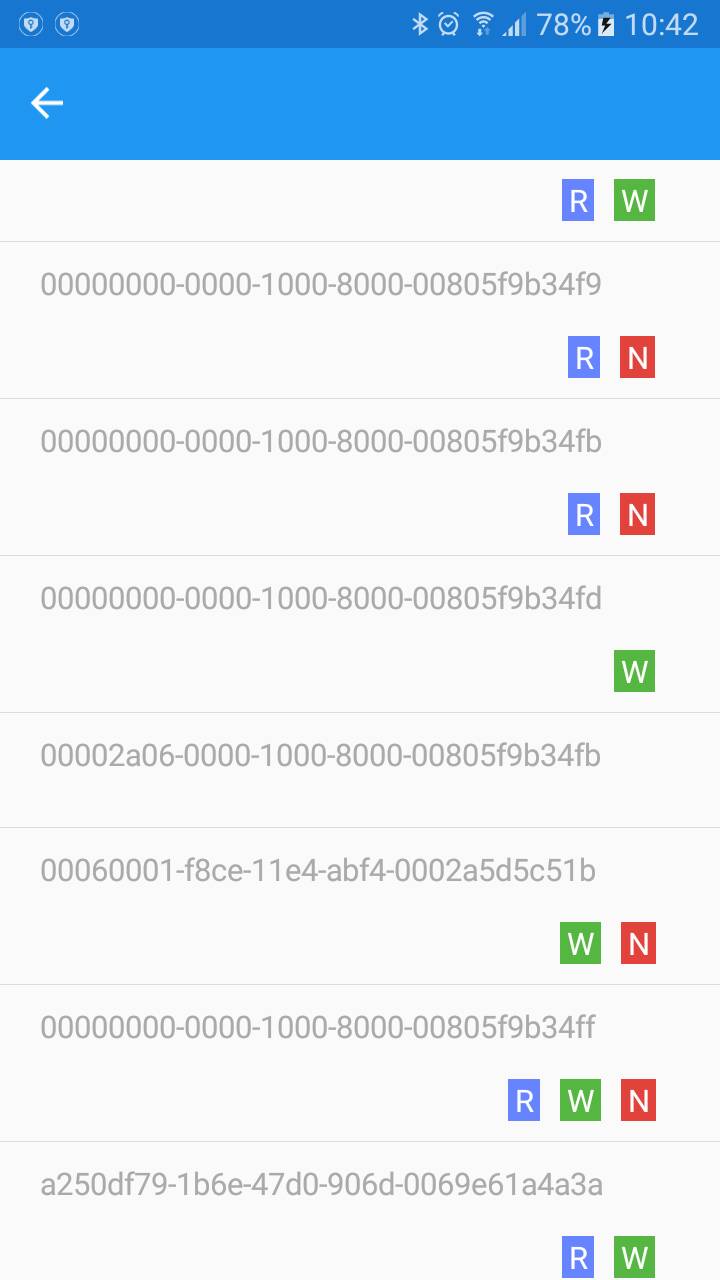 78% 10:42
R W
00000000-0000-1000-8000-00805f9b34f9
R N
00000000-0000-1000-8000-00805f9b34fb
R N
00000000-0000-1000-8000-00805f9b34fd
W
00002a06-0000-1000-8000-00805f9b34fb
00060001-f8ce-11e4-abf4-0002a5d5c51b
W N
00000000-0000-1000-8000-00805f9b34ff
R W N
a250df79-1b6e-47d0-906d-0069e61a4a3a
R W